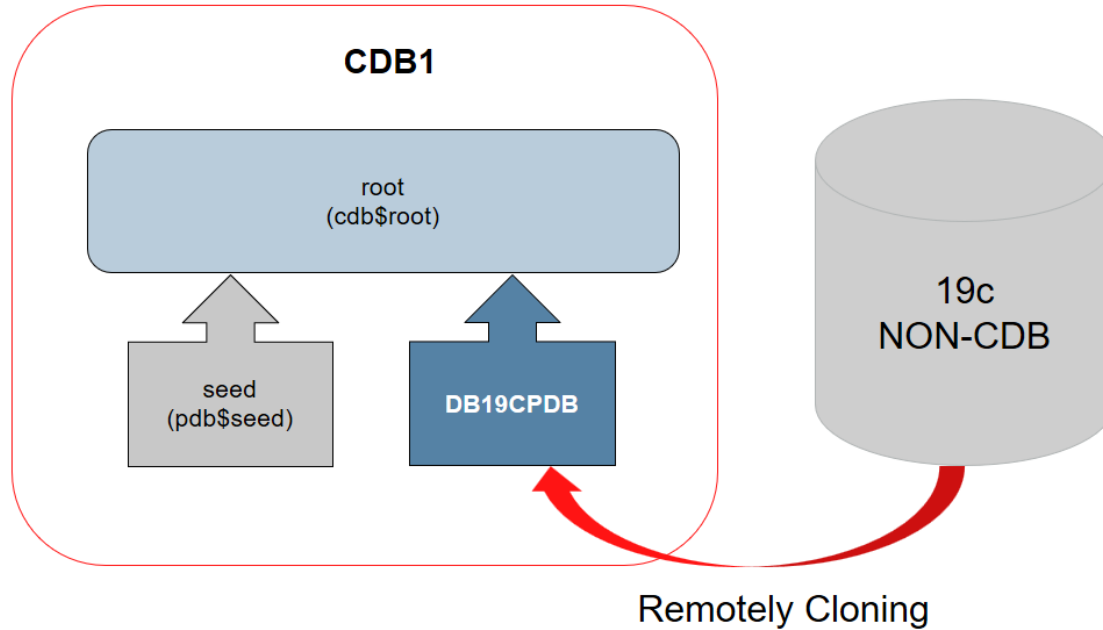 CDB1
root
(cdb$root)
seed
(pdb$seed)
DB19CPDB
19c
NON-CDB
Remotely Cloning